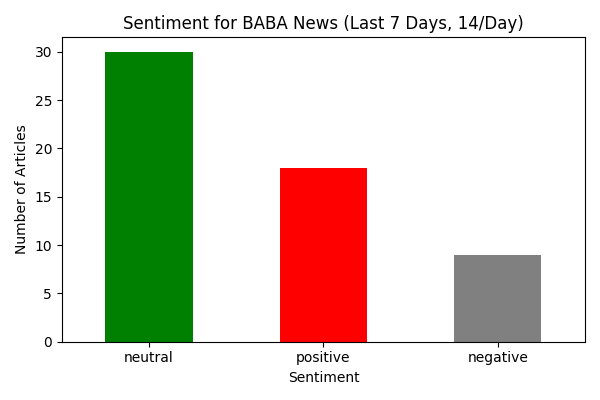 Sentiment for BABA News (Last 7 Days, 14/Day)
Number of Articles
30
25
20
15
10
5
0
neutral positive negative
Sentiment